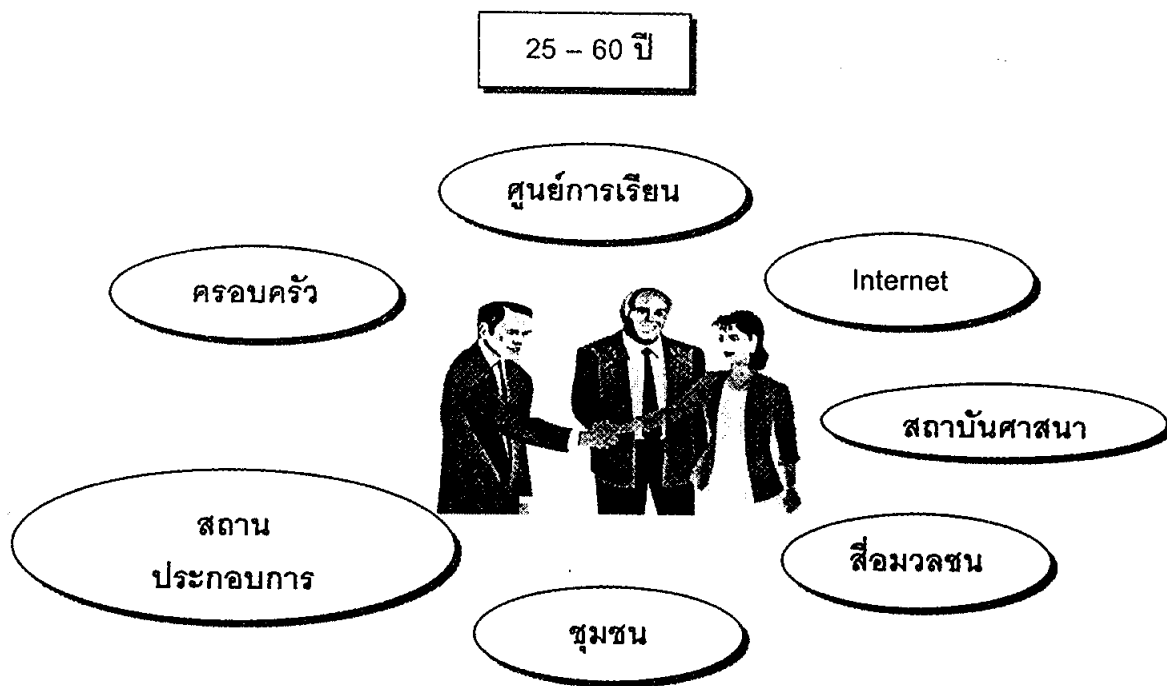 25 – 60 ปี
ศูนย์การเรียน
ครอบครัว
Internet
สถาบันศาสนา
สถาน
ประกอบการ
สื่อมวลชน
ชุมชน